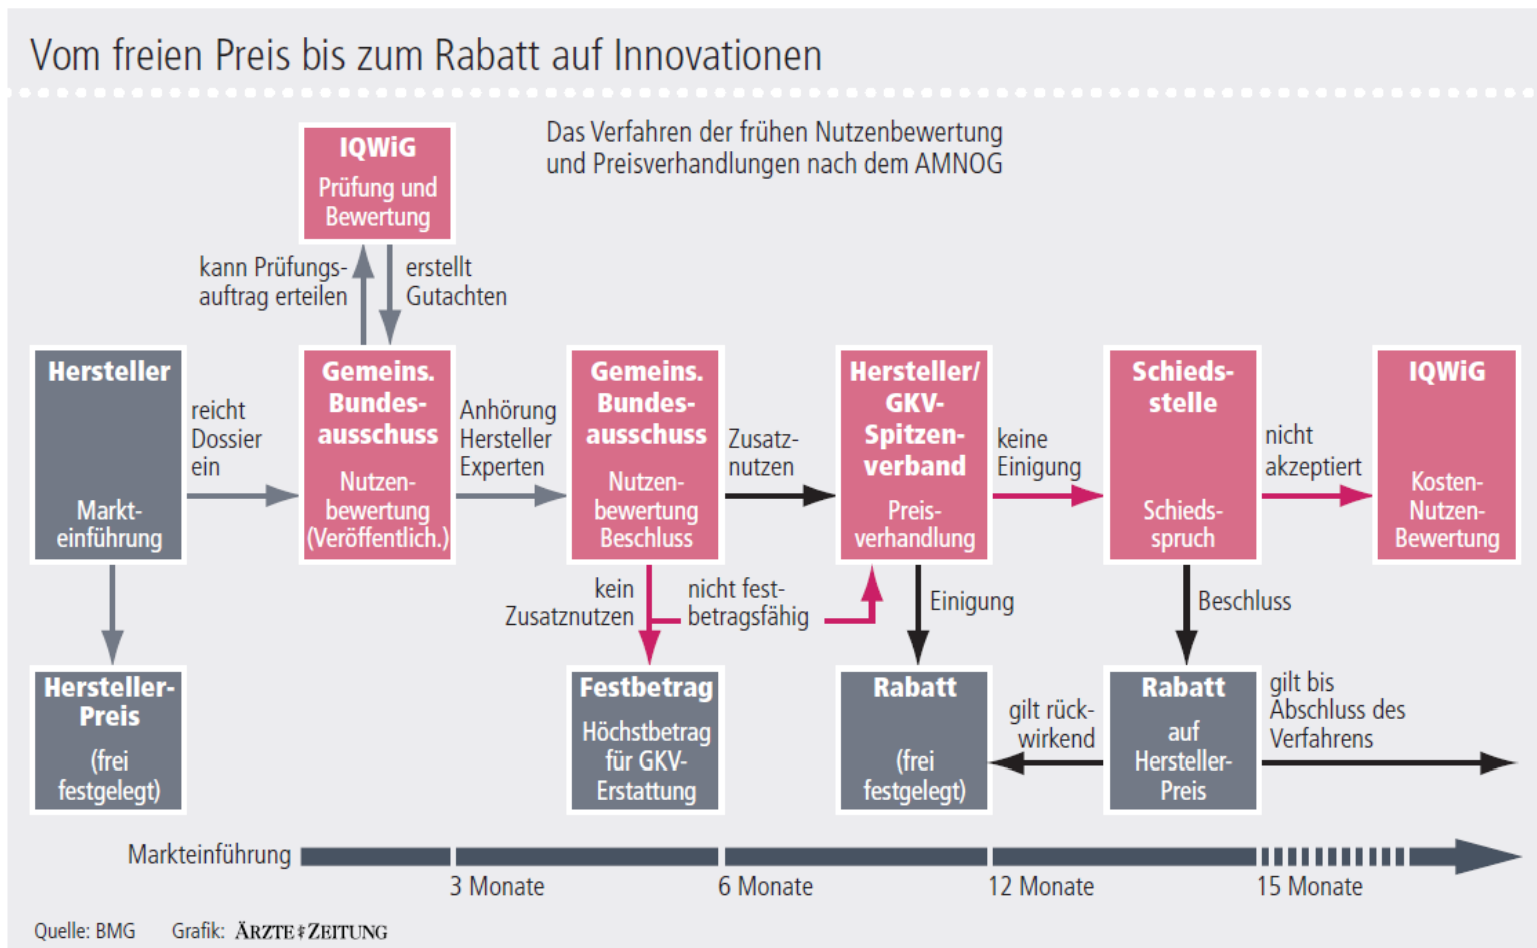 Vom freien Preis bis zum Rabatt auf Innovationen
Das Verfahren der frühen Nutzenbewertung
und Preisverhandlungen nach dem AMNOG
IQWiG
Prüfung und
Bewertung
kann Prüfungs-
auftrag erteilen
erstellt
Gutachten
Hersteller
Markt-
einführung
reicht
Dossier
ein
Gemeins.
Bundes-
ausschuss
Nutzen-
bewertung
(Veröffentlich.)
Anhörung
Hersteller
Experten
Gemeins.
Bundes-
ausschuss
Nutzen-
bewertung
Beschluss
Zusatz-
nutzen
Hersteller/
GKV-
Spitzen-
verband
Preis-
verhandlung
keine
Einigung
Schieds-
stelle
Schieds-
spruch
nicht
akzeptiert
IQWiG
Kosten-
Nutzen-
Bewertung
kein
Zusatznutzen
nicht fest-
betragsfähig
Einigung
Beschluss
Hersteller-
Preis
(frei
festgelegt)
Festbetrag
Höchstbetrag
für GKV-
Erstattung
Rabatt
(frei
festgelegt)
gilt rück-
wirkend
Rabatt
auf
Hersteller-
Preis
gilt bis
Abschluss des
Verfahrens
Markteinführung
3 Monate
6 Monate
12 Monate
15 Monate
Quelle: BMG
Grafik: ÄRZTE ZEITUNG